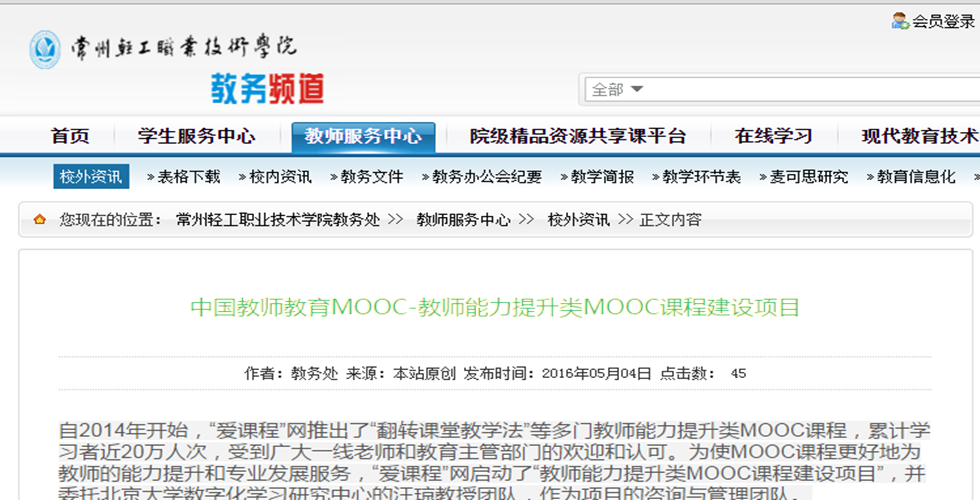 会员登录
常州轻工职业技术学院
教务频道
全部
首页 学生服务中心 教师服务中心 院级精品资源共享课平台 在线学习 现代教育技术
校外资讯 »表格下载 »校内资讯 »教务文件 »教务办公会纪要 »教学简报 »教学环节表 »麦可思研究 »教育信息化 »
您现在的位置： 常州轻工职业技术学院教务处 >> 教师服务中心 >> 校外资讯 >> 正文内容
中国教师教育MOOC-教师能力提升类MOOC课程建设项目
作者：教务处 来源：本站原创 发布时间：2016年05月04日 点击数： 45
自2014年开始，“爱课程”网推出了“翻转课堂教学法”等多门教师能力提升类MOOC课程，累计学
习者近20万人次，受到广大一线老师和教育主管部门的欢迎和认可。为使MOOC课程更好地为
教师的能力提升和专业发展服务，“爱课程”网启动了“教师能力提升类MOOC课程建设项目”，并
委托北京大学数字化学习研究中心的汪琼教授团队，作为项目的咨询与管理团队。